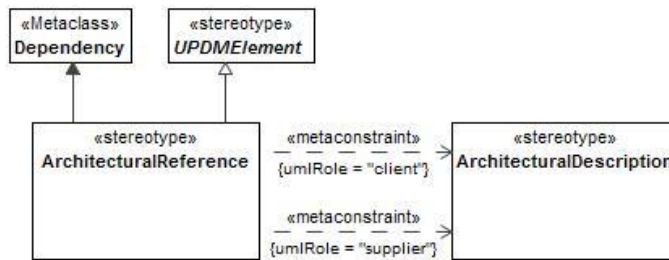 «Metaclass»
Dependency
«stereotype»
UPDMElement
«stereotype»
ArchitecturalReference
«metaconstraint»
{umlRole = "client"}
«metaconstraint»
{umlRole = "supplier"}
«stereotype»
ArchitecturalDescription